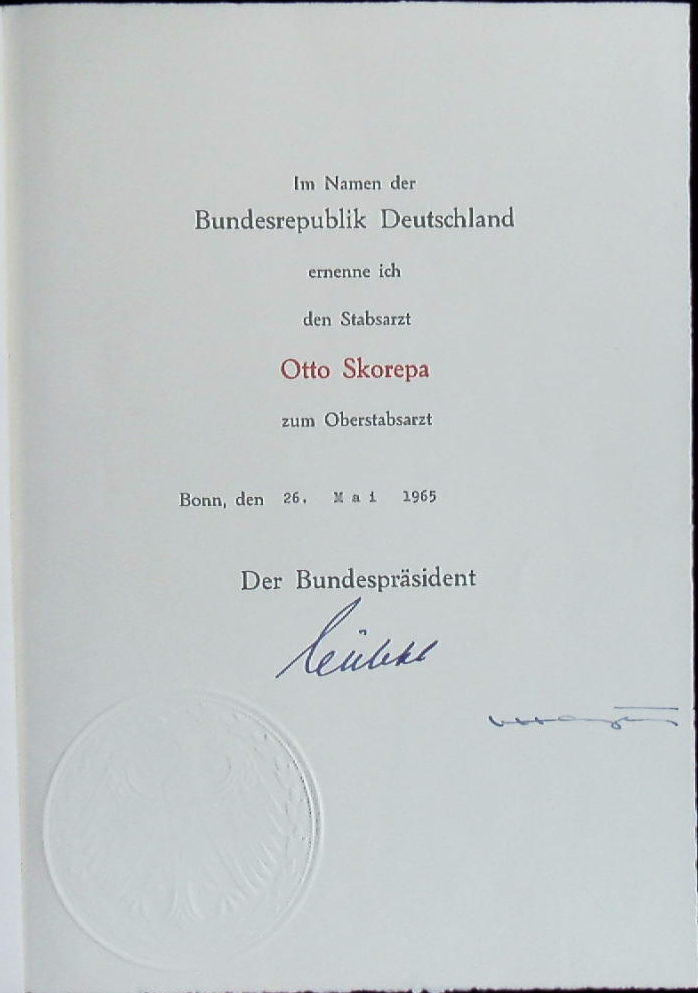 Im Namen der
Bundesrepublik Deutschland
ernenne ich
den Stabsarzt
Otto Skorepa
zum Oberstabsarzt
Bonn, den 26. Mai 1965
Der Bundespräsident